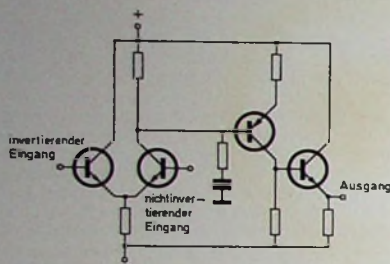 +
invertierender
Eingang
nichtinver-
tierender
Eingang
Ausgang